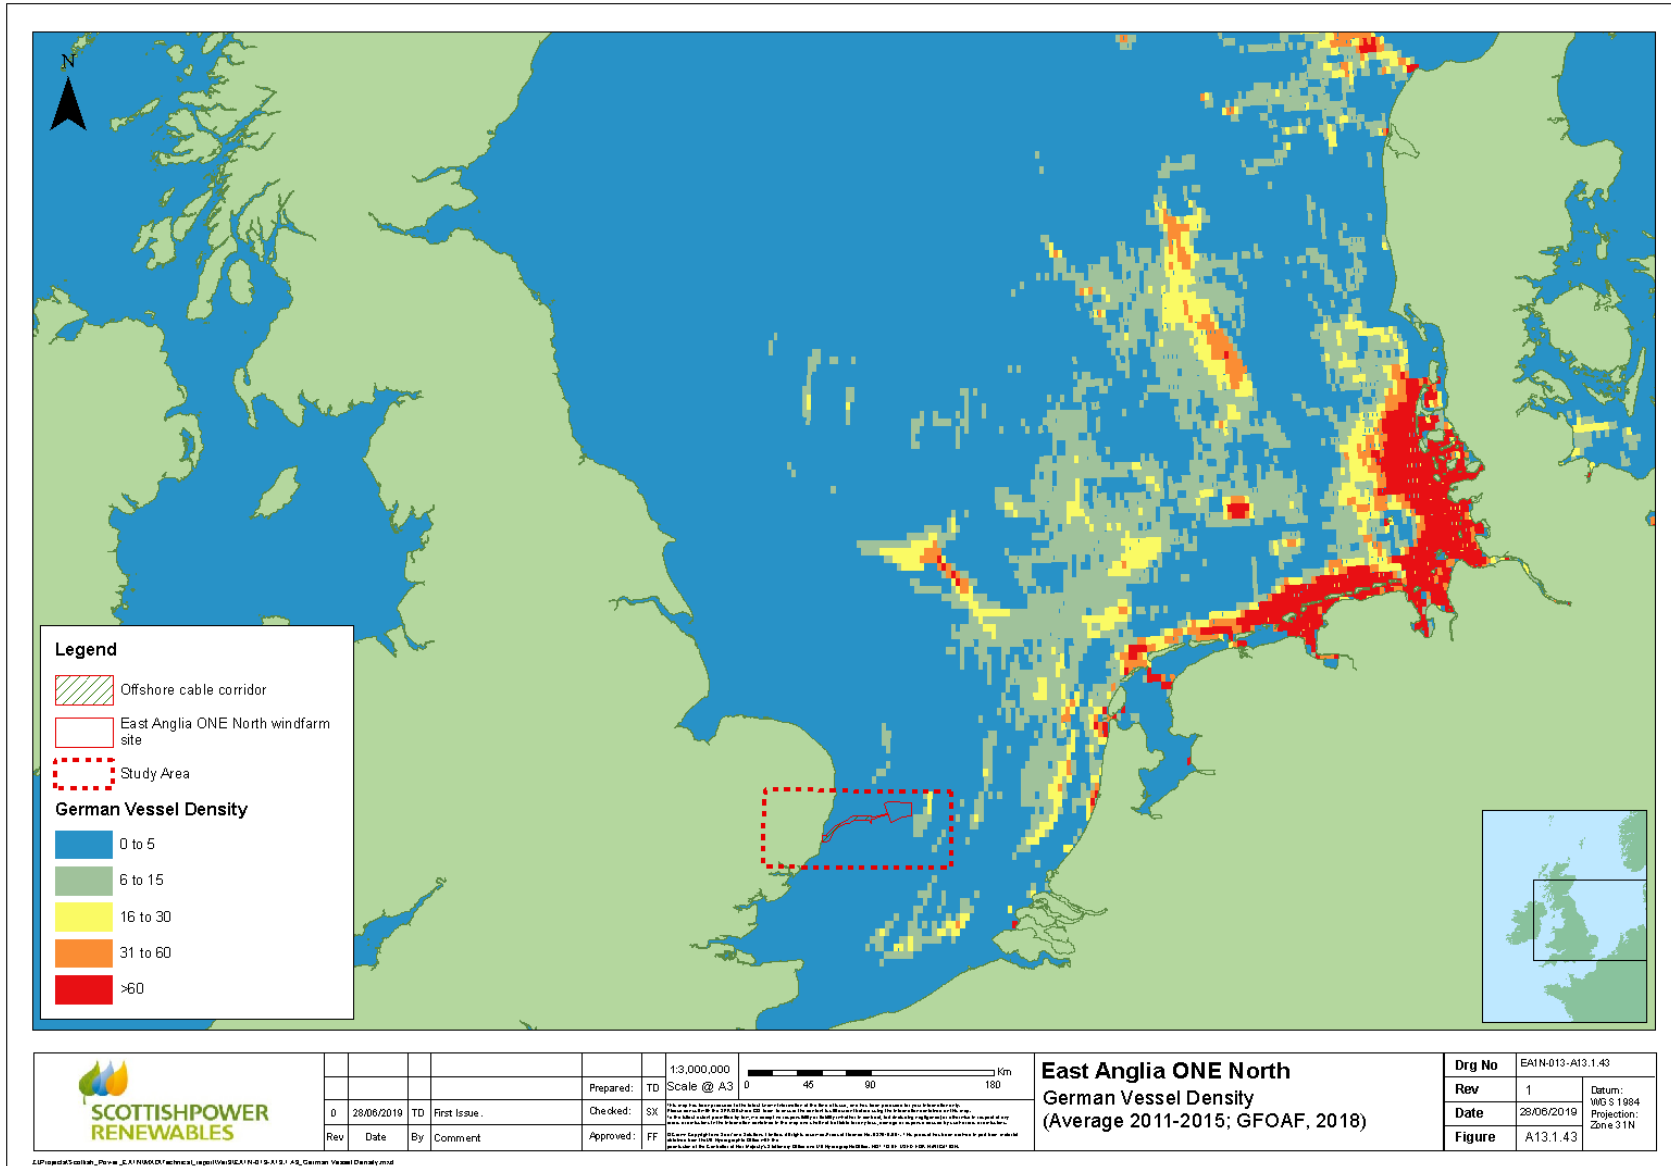 N
Legend
Offshore cable corridor
East Anglia ONE North windfarm
site
Study Area
German Vessel Density
0 to 5
6 to 15
16 to 30
31 to 60
>60
SCOTTISHPOWER
RENEWABLES
0 28/06/2019 TD First Issue.
Rev Date By Comment
Prepared: TD
Checked: SX
Approved: FF
1:3,000,000
Scale @ A3
0 45 90 180 Km
East Anglia ONE North
German Vessel Density
(Average 2011-2015; GFOAF, 2018)
Drg No EA1N-013-A13.1.43
Rev 1
Date 28/06/2019
Figure A13.1.43
Datum:
WGS 1984
Projection:
Zone 31N